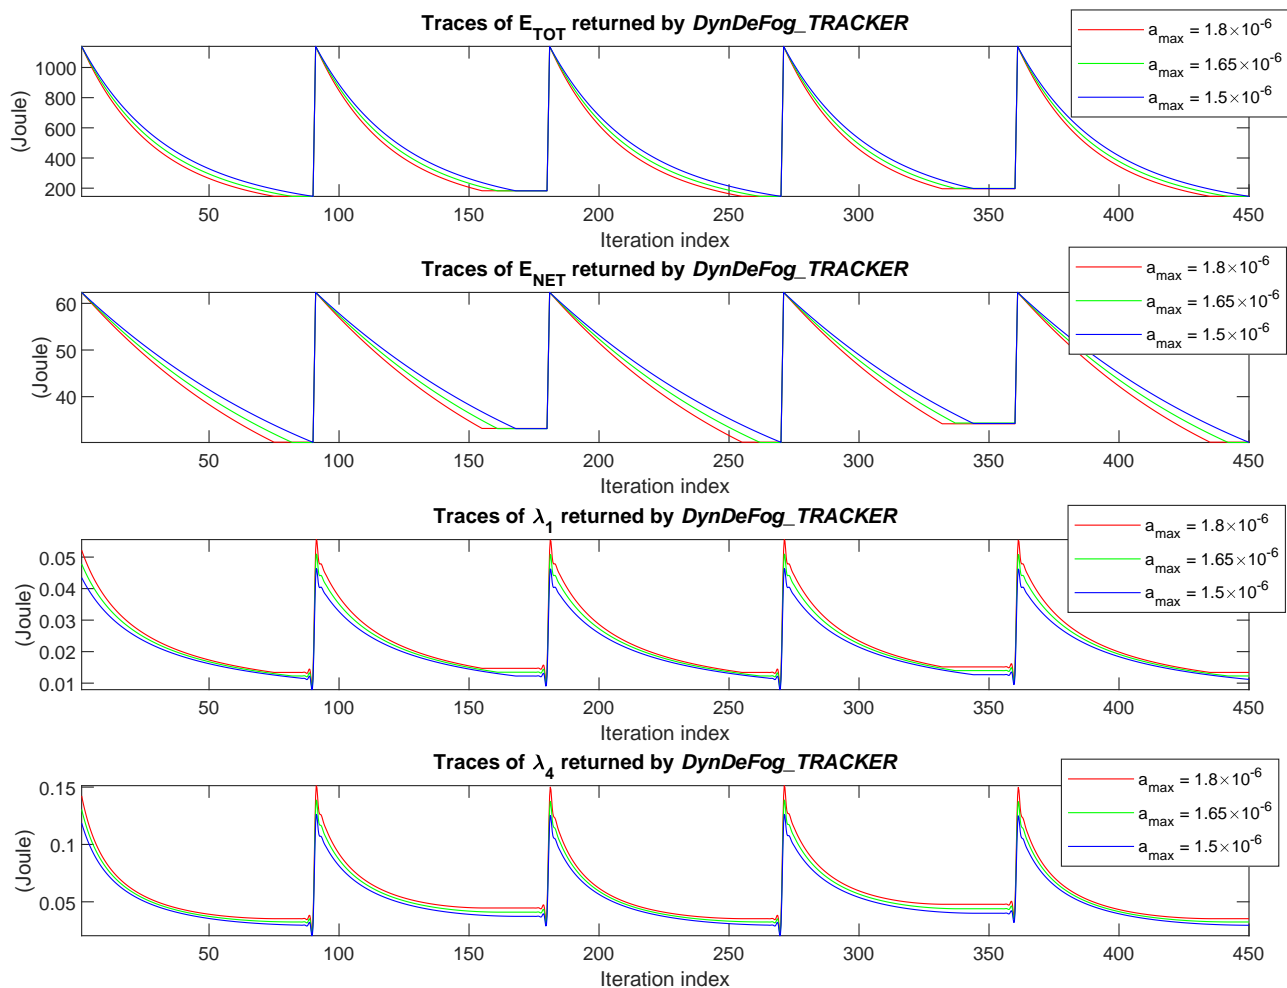 Traces of E_TOT returned by DynDeFog_TRACKER
a_max = 1.8×10^-6
a_max = 1.65×10^-6
a_max = 1.5×10^-6
(Joule)
1000
800
600
400
200
50 100 150 200 250 300 350 400 450
Iteration index
Traces of E_NET returned by DynDeFog_TRACKER
a_max = 1.8×10^-6
a_max = 1.65×10^-6
a_max = 1.5×10^-6
(Joule)
60
50
40
50 100 150 200 250 300 350 400 450
Iteration index
Traces of λ_1 returned by DynDeFog_TRACKER
a_max = 1.8×10^-6
a_max = 1.65×10^-6
a_max = 1.5×10^-6
(Joule)
0.05
0.04
0.03
0.02
0.01
50 100 150 200 250 300 350 400 450
Iteration index
Traces of λ_4 returned by DynDeFog_TRACKER
a_max = 1.8×10^-6
a_max = 1.65×10^-6
a_max = 1.5×10^-6
(Joule)
0.15
0.1
0.05
50 100 150 200 250 300 350 400 450
Iteration index